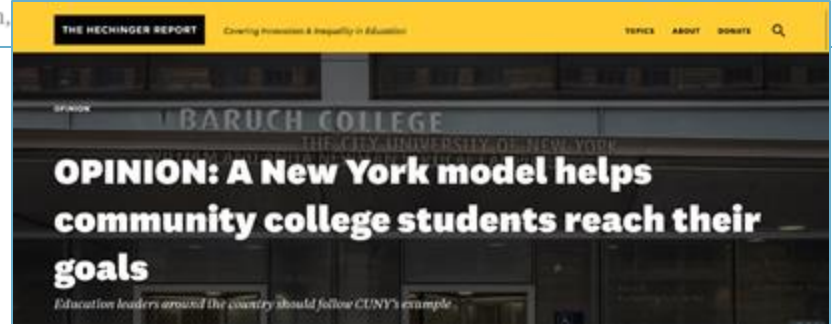 THE HECHINGER REPORT
Covering Innovation & Inequality in Education
TOPICS ABOUT DONATE
OPINION
BARUCH COLLEGE
THE CITY UNIVERSITY OF NEW YORK
OPINION: A New York model helps
community college students reach their
goals
Education leaders around the country should follow CUNY's example